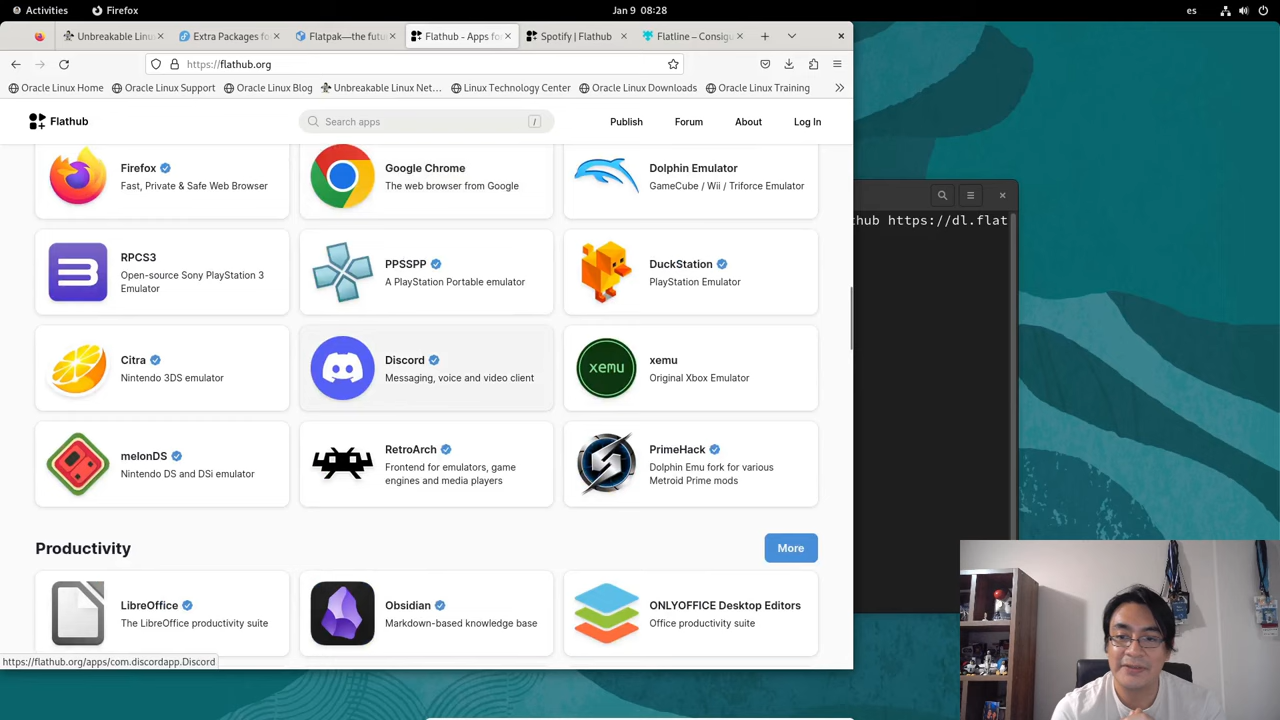 Activities
Firefox
Jan 9 08:28
es
Unbreakable Linu
Extra Packages fo
Flatpak—the futu
Flathub - Apps for
Spotify | Flathub
Flatline – Consigu
https://flathub.org
Oracle Linux Home
Oracle Linux Support
Oracle Linux Blog
Unbreakable Linux Net...
Linux Technology Center
Oracle Linux Downloads
Oracle Linux Training
Flathub
Search apps
/
Publish
Forum
About
Log In
Firefox
Fast, Private & Safe Web Browser
Google Chrome
The web browser from Google
Dolphin Emulator
GameCube / Wii / Triforce Emulator
thub https://dl.flat
RPCS3
Open-source Sony PlayStation 3
Emulator
PPSSPP
A PlayStation Portable emulator
DuckStation
PlayStation Emulator
Citra
Nintendo 3DS emulator
Discord
Messaging, voice and video client
xemu
xemu
Original Xbox Emulator
melonDS
Nintendo DS and DSi emulator
RetroArch
Frontend for emulators, game
engines and media players
PrimeHack
Dolphin Emu fork for various
Metroid Prime mods
Productivity
More
LibreOffice
The LibreOffice productivity suite
Obsidian
Markdown-based knowledge base
ONLYOFFICE Desktop Editors
Office productivity suite
https://flathub.org/apps/com.discordapp.Discord